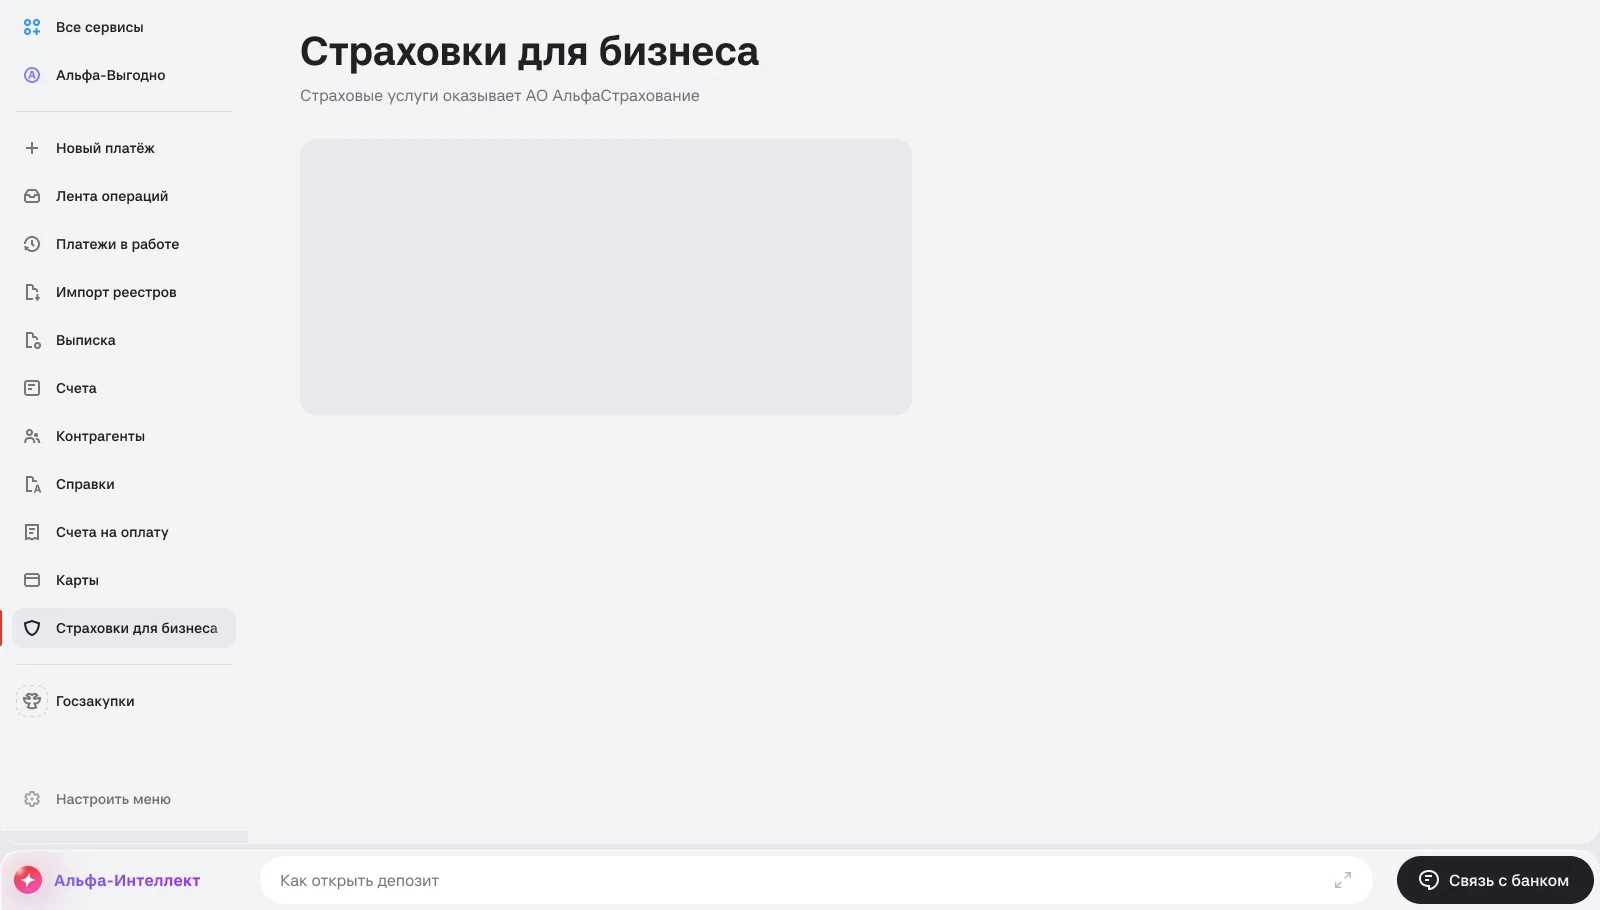 Все сервисы
Альфа-Выгодно
Новый платёж
Лента операций
Платежи в работе
Импорт реестров
Выписка
Счета
Контрагенты
Справки
Счета на оплату
Карты
Страховки для бизнеса
Госзакупки
Настроить меню
Страховки для бизнеса
Страховые услуги оказывает АО АльфаСтрахование
Альфа-Интеллект
Как открыть депозит
Связь с банком